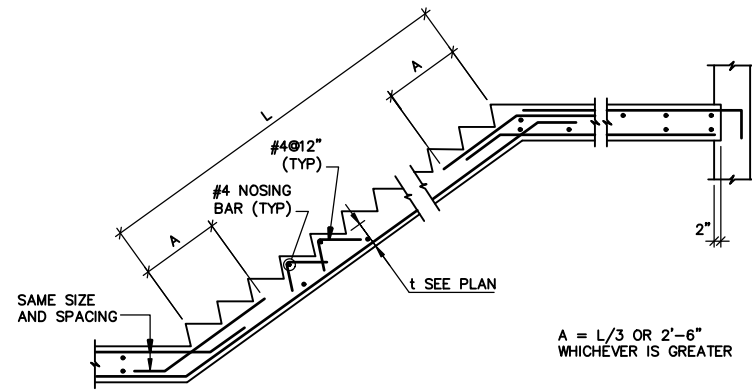 L
A
#4@12"
(TYP)
#4 NOSING
BAR (TYP)
A
2"
t SEE PLAN
SAME SIZE
AND SPACING
A = L/3 OR 2'-6"
WHICHEVER IS GREATER